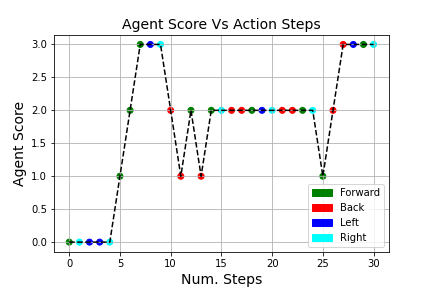 Agent Score Vs Action Steps
Agent Score
3.0
2.5
2.0
1.5
1.0
0.5
0.0
Forward
Back
Left
Right
0 5 10 15 20 25 30
Num. Steps